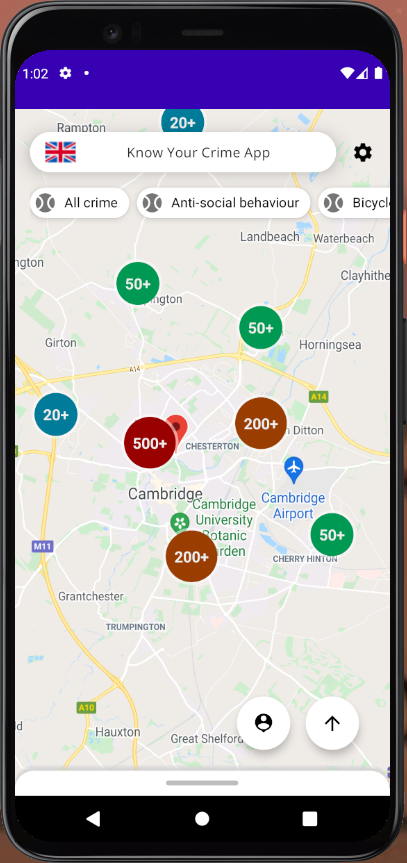 1:02
20+
Rampton
Know Your Crime App
All crime
Anti-social behaviour
Bicycl
Landbeach
Waterbeach
ngton
Clayhithe
50+
ngton
50+
Girton
Horningsea
A14
A14
20+
500+
200+
n Ditton
CHESTERTON
Cambridge
Cambridge
Airport
Cambridge
University
Botanic
Garden
50+
200+
M11
CHERRY HINTON
Grantchester
TRUMPINGTON
A10
Hauxton
Great Shelford